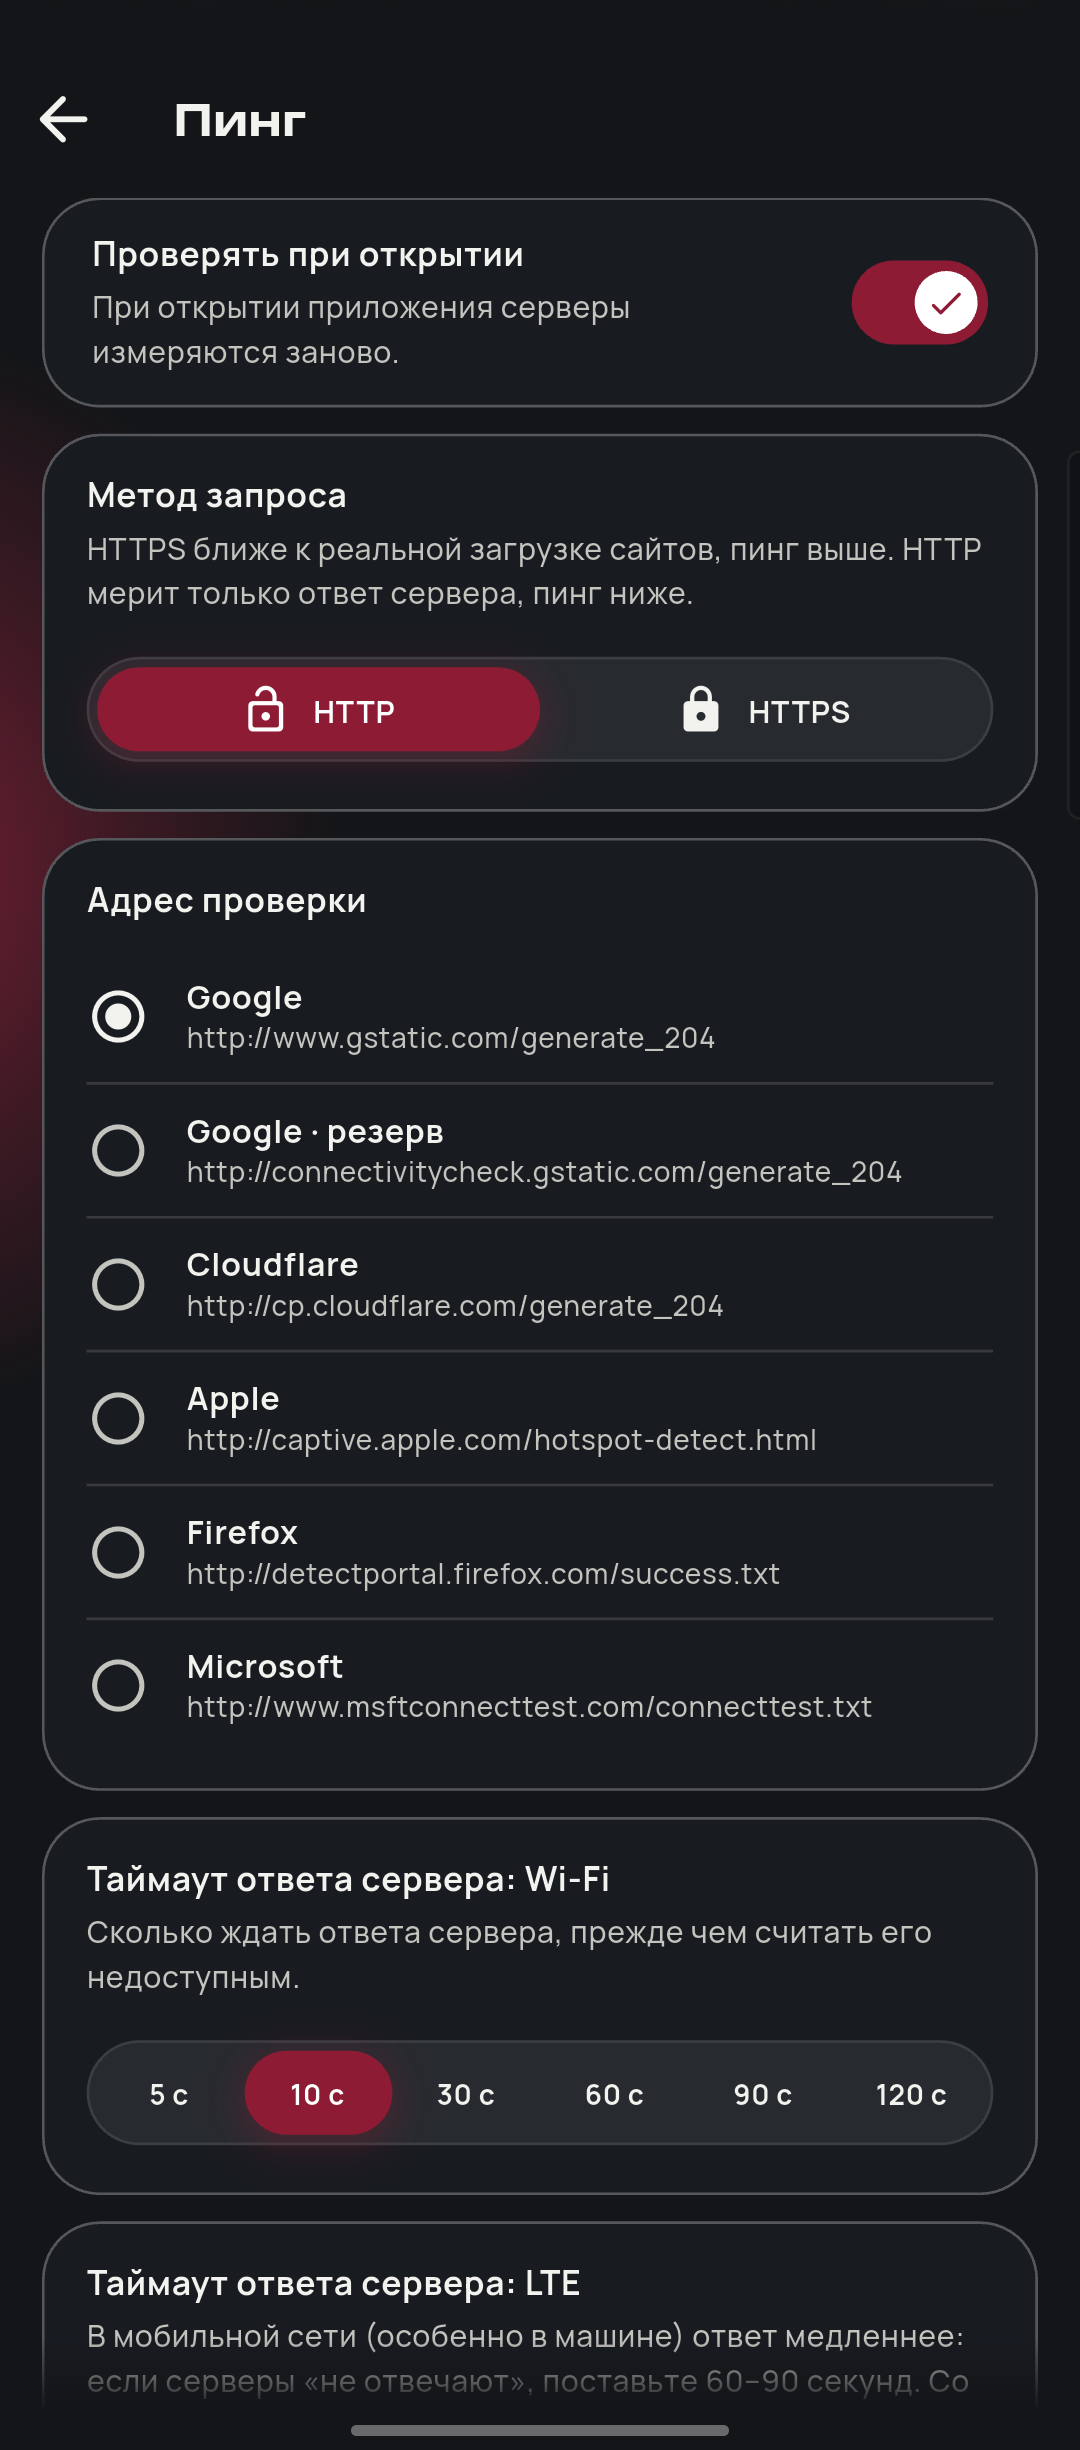 Пинг
Проверять при открытии
При открытии приложения серверы
измеряются заново.
Метод запроса
HTTPS ближе к реальной загрузке сайтов, пинг выше. HTTP
мерит только ответ сервера, пинг ниже.
HTTP HTTPS
Адрес проверки
Google
http://www.gstatic.com/generate_204
Google · резерв
http://connectivitycheck.gstatic.com/generate_204
Cloudflare
http://cp.cloudflare.com/generate_204
Apple
http://captive.apple.com/hotspot-detect.html
Firefox
http://detectportal.firefox.com/success.txt
Microsoft
http://www.msftconnecttest.com/connecttest.txt
Таймаут ответа сервера: Wi-Fi
Сколько ждать ответа сервера, прежде чем считать его
недоступным.
5 с 10 с 30 с 60 с 90 с 120 с
Таймаут ответа сервера: LTE
В мобильной сети (особенно в машине) ответ медленнее:
если серверы «не отвечают», поставьте 60–90 секунд. Со